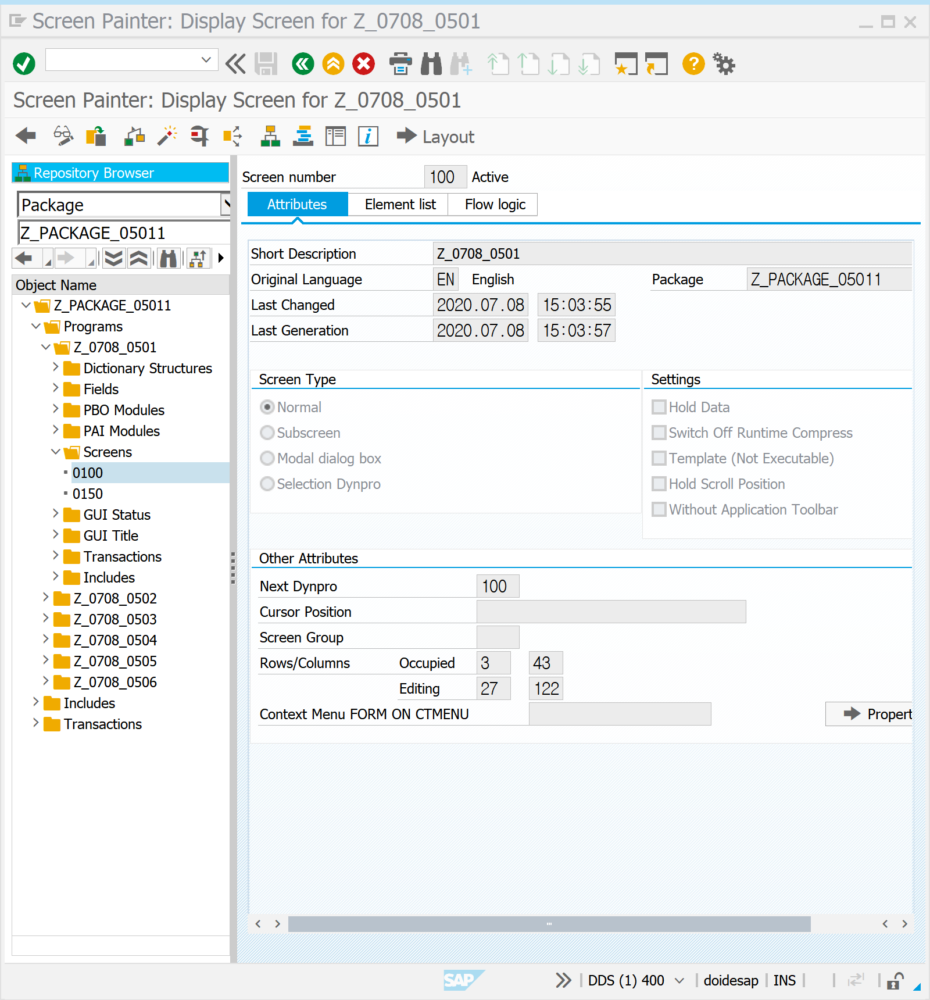 Screen Painter: Display Screen for Z_0708_0501
Screen Painter: Display Screen for Z_0708_0501
Layout
Repository Browser
Package
Z_PACKAGE_05011
Object Name
Z_PACKAGE_05011
Programs
Z_0708_0501
Dictionary Structures
Fields
PBO Modules
PAI Modules
Screens
0100
0150
GUI Status
GUI Title
Transactions
Includes
Z_0708_0502
Z_0708_0503
Z_0708_0504
Z_0708_0505
Z_0708_0506
Includes
Transactions
Screen number 100 Active
Attributes Element list Flow logic
Short Description Z_0708_0501
Original Language EN English Package Z_PACKAGE_05011
Last Changed 2020.07.08 15:03:55
Last Generation 2020.07.08 15:03:57
Screen Type
Normal
Subscreen
Modal dialog box
Selection Dynpro
Settings
Hold Data
Switch Off Runtime Compress
Template (Not Executable)
Hold Scroll Position
Without Application Toolbar
Other Attributes
Next Dynpro 100
Cursor Position
Screen Group
Rows/Columns Occupied 3 43
Editing 27 122
Context Menu FORM ON CTMENU Propert
SAP DDS (1) 400 doidesap INS